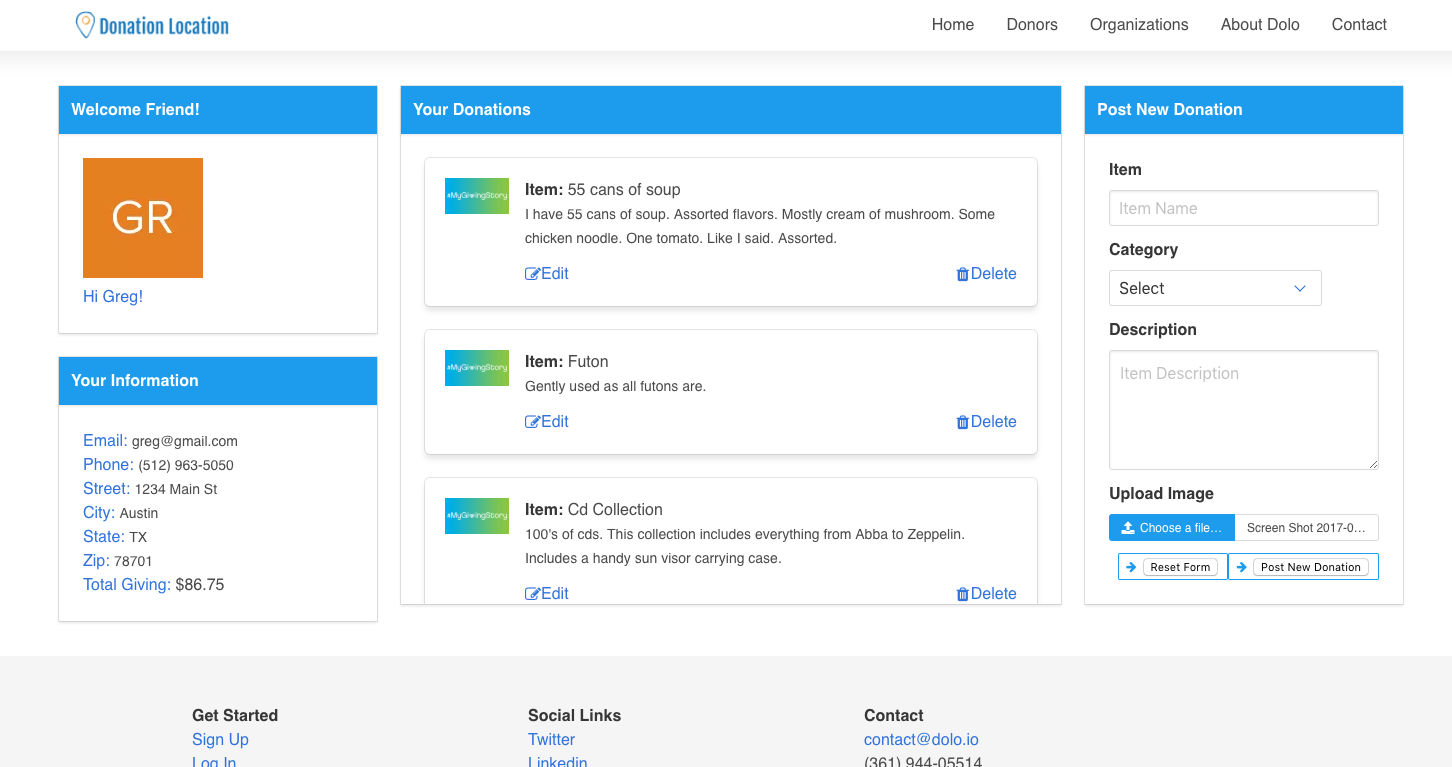 Donation Location
Home Donors Organizations About Dolo Contact
Welcome Friend!
GR
Hi Greg!
Your Information
Email: greg@gmail.com
Phone: (512) 963-5050
Street: 1234 Main St
City: Austin
State: TX
Zip: 78701
Total Giving: $86.75
Your Donations
#MyGivingStory
Item: 55 cans of soup
I have 55 cans of soup. Assorted flavors. Mostly cream of mushroom. Some
chicken noodle. One tomato. Like I said. Assorted.
Edit Delete
#MyGivingStory
Item: Futon
Gently used as all futons are.
Edit Delete
#MyGivingStory
Item: Cd Collection
100's of cds. This collection includes everything from Abba to Zeppelin.
Includes a handy sun visor carrying case.
Edit Delete
Post New Donation
Item
Item Name
Category
Select
Description
Item Description
Upload Image
Choose a file... Screen Shot 2017-0...
Reset Form Post New Donation
Get Started
Sign Up
Log In
Social Links
Twitter
Linkedin
Contact
contact@dolo.io
(361) 944-05514